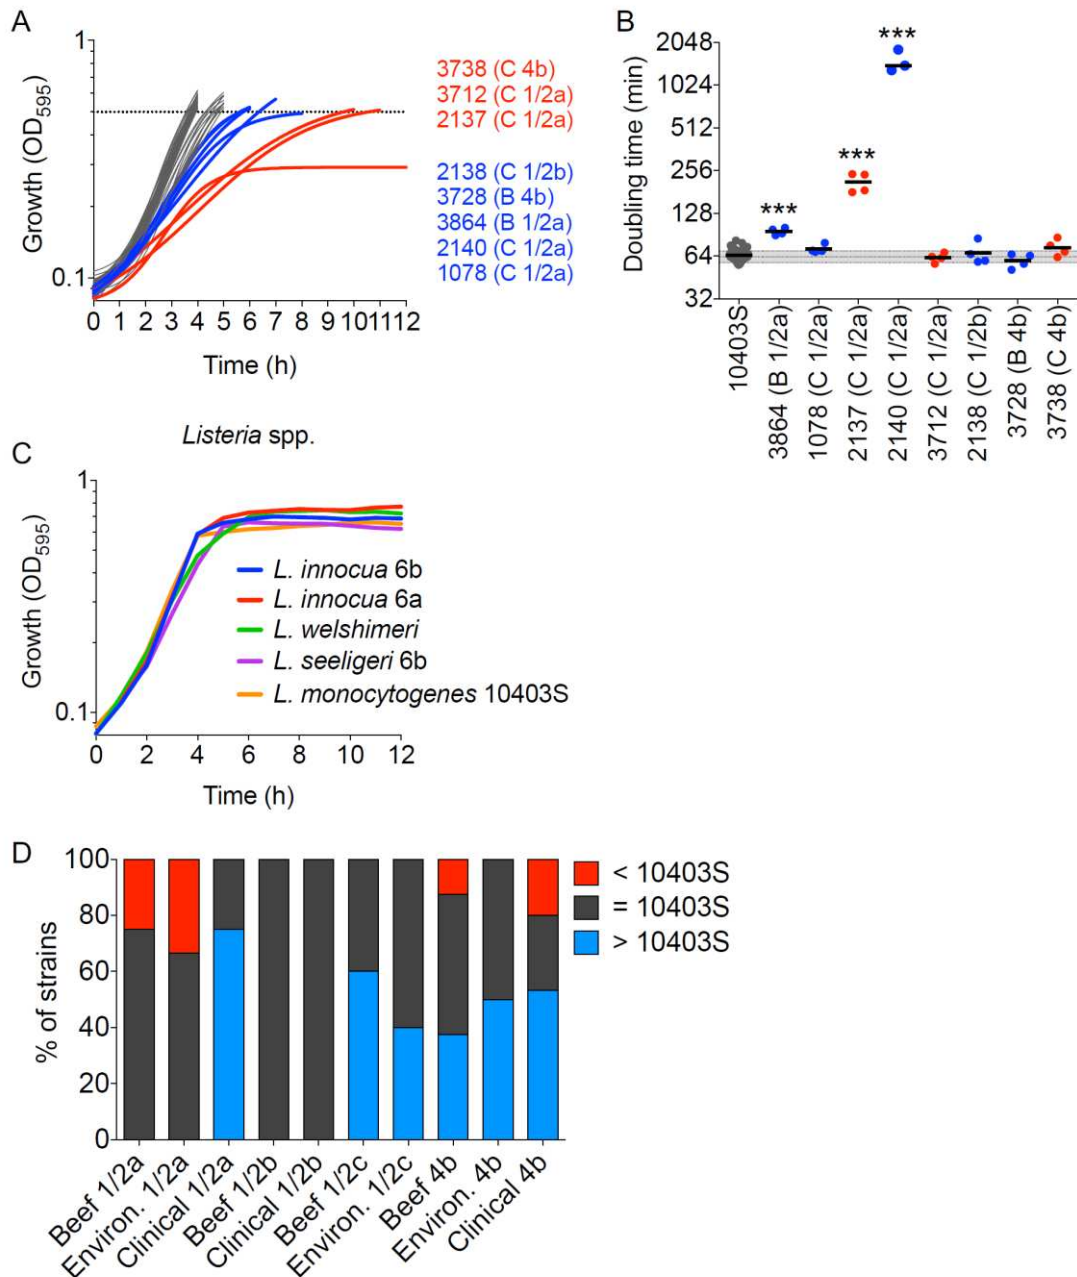 A
Growth (OD595)
1
0.1
0 1 2 3 4 5 6 7 8 9 10 11 12
Time (h)
3738 (C 4b)
3712 (C 1/2a)
2137 (C 1/2a)
2138 (C 1/2b)
3728 (B 4b)
3864 (B 1/2a)
2140 (C 1/2a)
1078 (C 1/2a)
B
Doubling time (min)
2048
1024
512
256
128
64
32
***
***
***
10403S
3864 (B 1/2a)
1078 (C 1/2a)
2137 (C 1/2a)
2140 (C 1/2a)
3712 (C 1/2a)
2138 (C 1/2b)
3728 (B 4b)
3738 (C 4b)
Listeria spp.
C
Growth (OD595)
1
0.1
0 2 4 6 8 10 12
Time (h)
L. innocua 6b
L. innocua 6a
L. welshimeri
L. seeligeri 6b
L. monocytogenes 10403S
D
% of strains
100
80
60
40
20
0
Beef 1/2a
Environ. 1/2a
Clinical 1/2a
Beef 1/2b
Clinical 1/2b
Beef 1/2c
Environ. 1/2c
Beef 4b
Environ. 4b
Clinical 4b
< 10403S
= 10403S
> 10403S